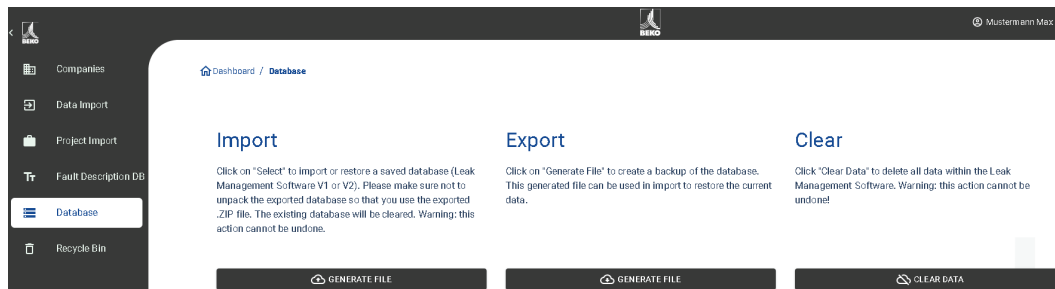 BEKO
BEKO
Mustermann Max
Companies
Data Import
Project Import
Fault Description DB
Database
Recycle Bin
Dashboard / Database
Import
Click on "Select" to import or restore a saved database (Leak
Management Software V1 or V2). Please make sure not to
unpack the exported database so that you use the exported
.ZIP file. The existing database will be cleared. Warning: this
action cannot be undone.
GENERATE FILE
Export
Click on "Generate File" to create a backup of the database.
This generated file can be used in import to restore the current
data.
GENERATE FILE
Clear
Click "Clear Data" to delete all data within the Leak
Management Software. Warning: this action cannot be
undone!
CLEAR DATA